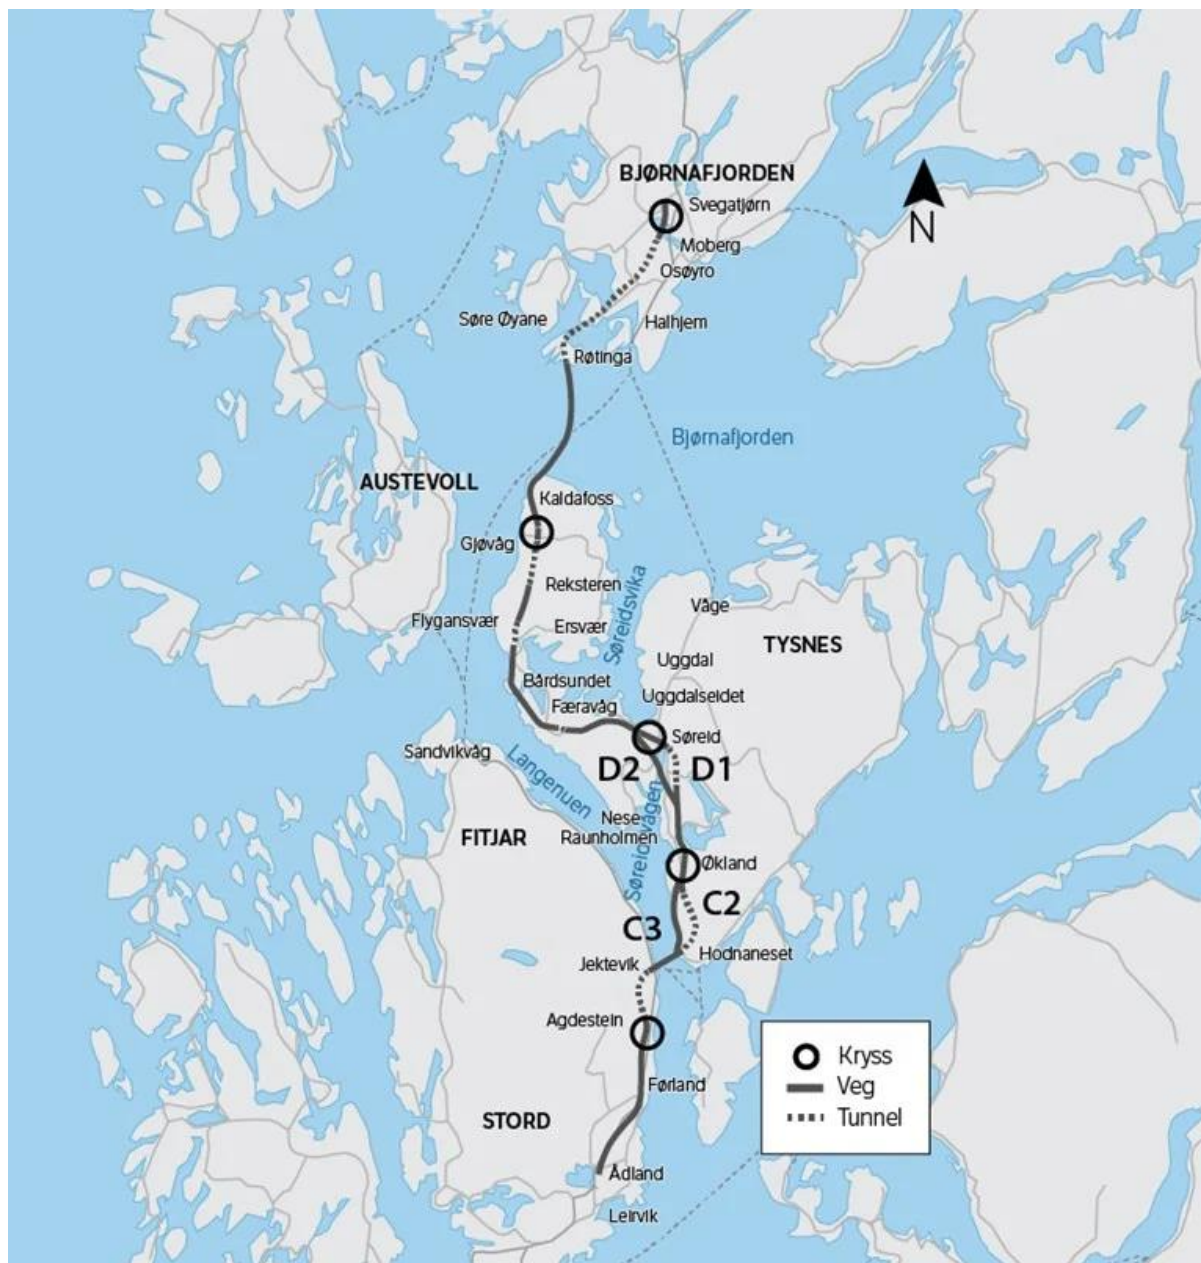 BJØRNAFJORDEN
Svegatjørn
Moberg
Osøyro
Søre Øyane
Halhjem
Røtinga
Bjørnafjorden
AUSTEVOLL
Kaldafoss
Gjøvåg
Reksteren
Søreidsvika
Våge
Flygansvær
Ersvær
TYSNES
Uggdal
Bårdsundet
Uggdalseidet
Færavåg
Søreid
Sandvikvåg
D2
D1
Langenuen
Søreidsvågen
Nese
Raunholmen
FITJAR
Økland
C2
C3
Hodnaneset
Jektevik
Agdestein
Førland
STORD
Ådland
Leirvik
N
Kryss
Veg
Tunnel